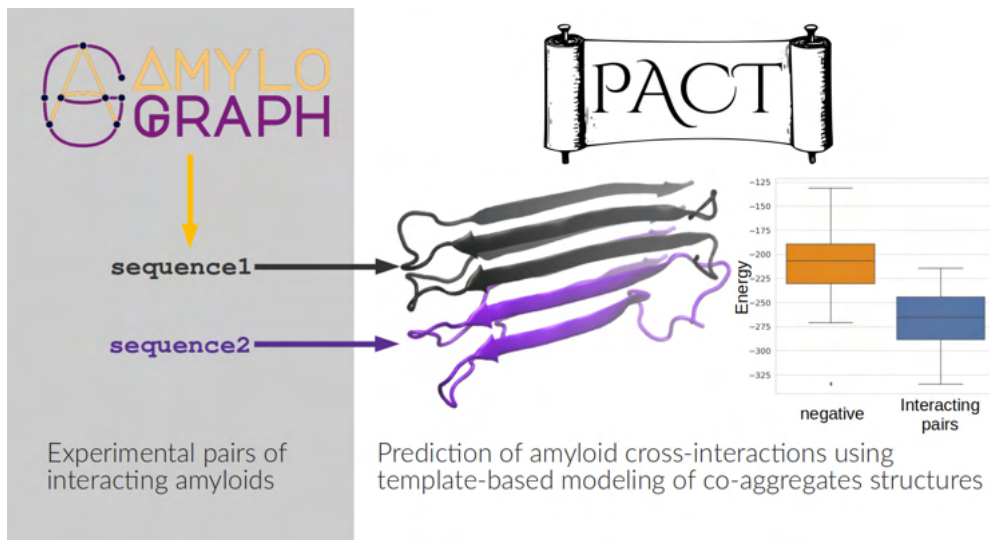 AMYLO
GRAPH
PACT
sequence1
sequence2
Experimental pairs of
interacting amyloids
Energy
−125
−150
−175
−200
−225
−250
−275
−300
−325
negative
Interacting
pairs
Prediction of amyloid cross-interactions using
template-based modeling of co-aggregates structures